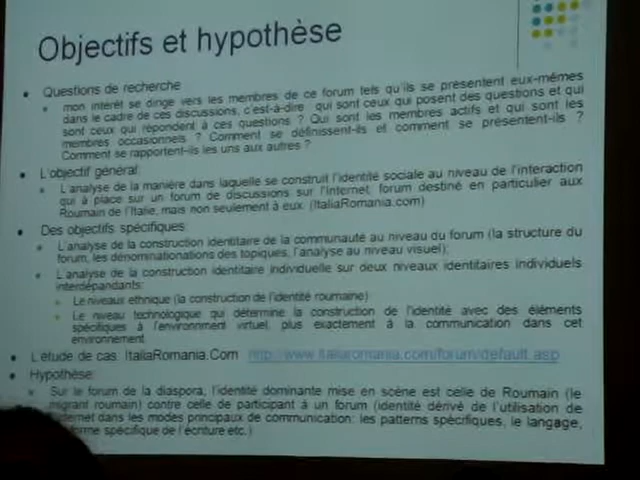 Objectifs et hypothèse
Questions de recherche
mon intérêt se dirige vers les membres de ce forum tels qu'ils se présentent eux-mêmes
dans le cadre de ces discussions, c'est-à-dire qui sont ceux qui posent des questions et qui
sont ceux qui répondent à ces questions ? Qui sont les membres actifs et qui sont les
membres occasionnels ? Comment se définissent-ils et comment se présentent-ils ?
Comment se rapportent-ils les uns aux autres ?
L'objectif général:
L'analyse de la manière dans laquelle se construit l'identité sociale au niveau de l'interaction
qui a place sur un forum de discussions sur l'Internet, forum destiné en particulier aux
Roumain de l'Italie, mais non seulement à eux. (ItaliaRomania.com)
Des objectifs spécifiques:
L'analyse de la construction identitaire de la communauté au niveau du forum (la structure du
forum, les dénominationations des topiques, l'analyse au niveau visuel);
L'analyse de la construction identitaire individuelle sur deux niveaux identitaires individuels
interdépandants:
Le niveaux ethnique (la construction de l'identité roumaine)
Le niveau technologique qui détermine la construction de l'identité avec des éléments
spécifiques à l'environment virtuel, plus exactement à la communication dans cet
environnement.
L'étude de cas: ItaliaRomania.Com http://www.italiaromania.com/forum/default.asp
Hypothèse:
Sur le forum de la diaspora, l'identité dominante mise en scène est celle de Roumain (le
migrant roumain) contre celle de participant à un forum (identité dérivé de l'utilisation de
dans les modes principaux de communication: les patterns spécifiques, le langage,
spécifique de l'écriture etc.)